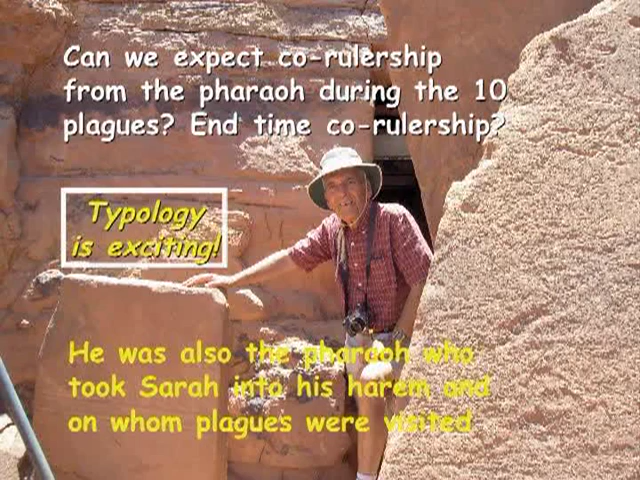 Can we expect co-rulership
from the pharaoh during the 10
plagues? End time co-rulership?
Typology
is exciting!
He was also the pharaoh who
took Sarah into his harem and
on whom plagues were visited